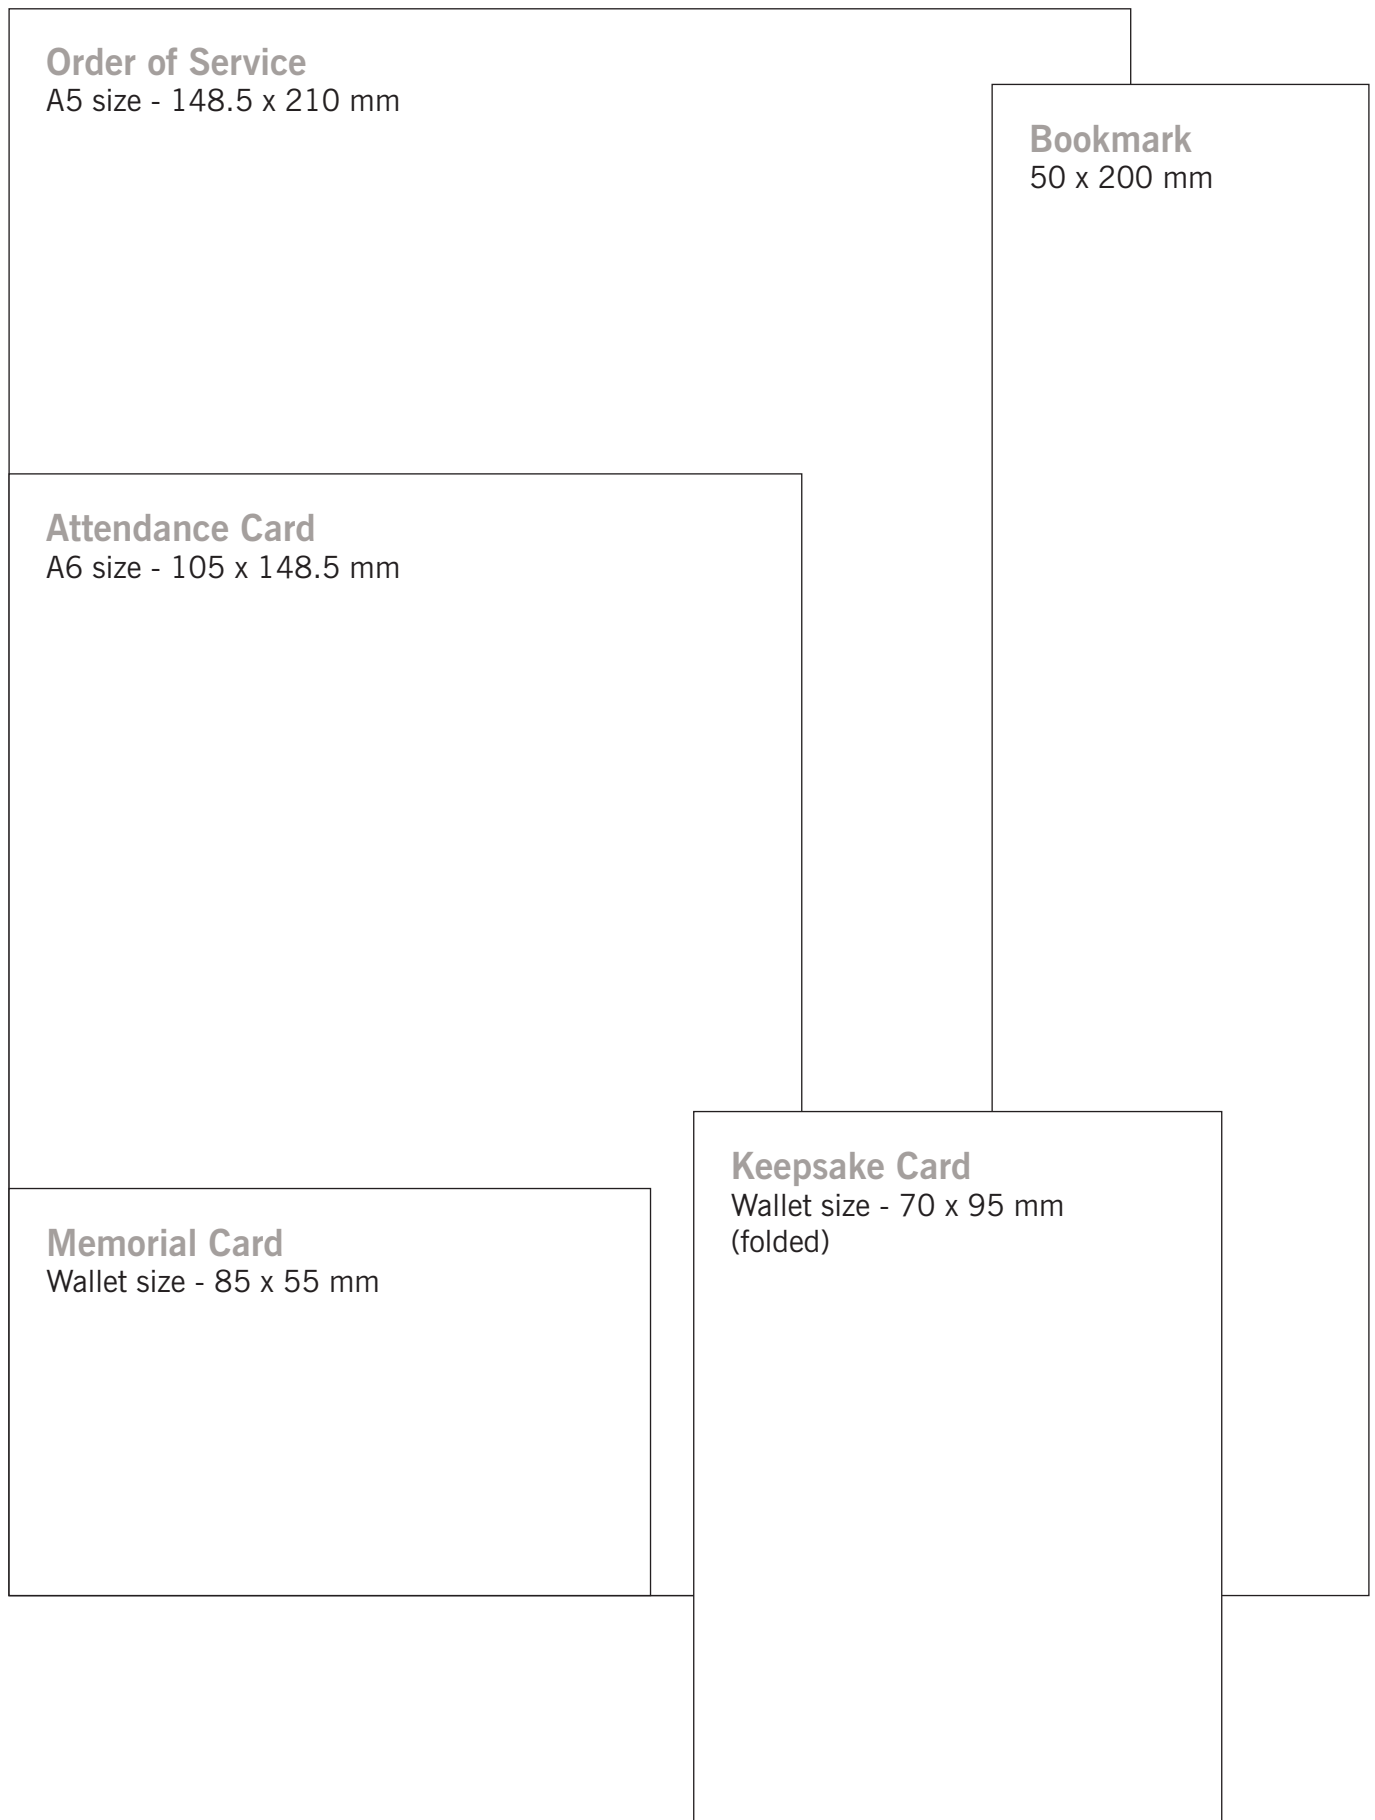 Order of Service
A5 size - 148.5 x 210 mm
Bookmark
50 x 200 mm
Attendance Card
A6 size - 105 x 148.5 mm
Keepsake Card
Wallet size - 70 x 95 mm
(folded)
Memorial Card
Wallet size - 85 x 55 mm